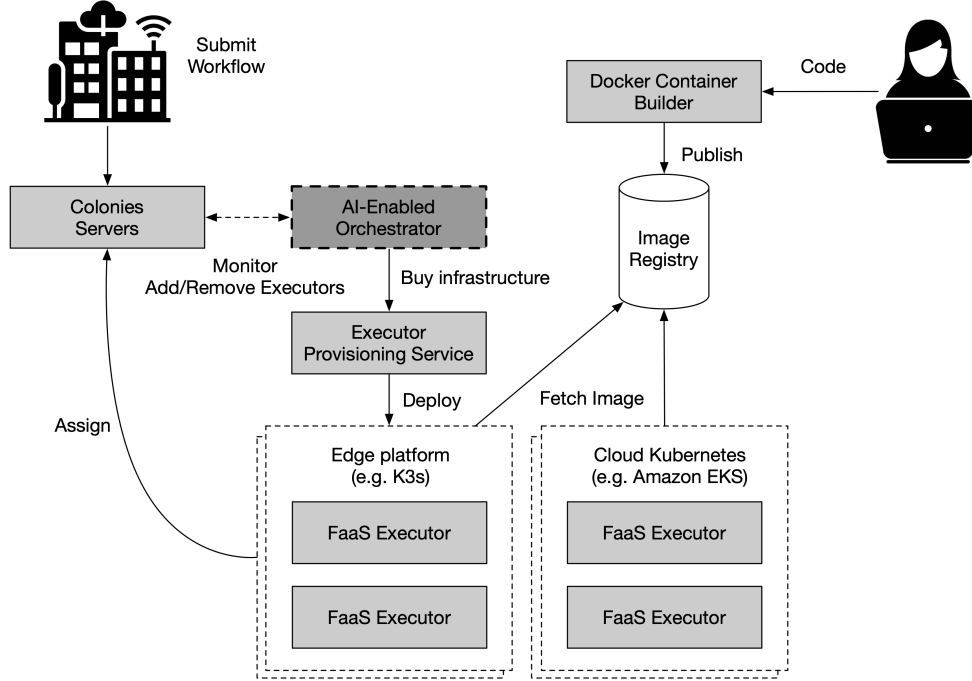 Submit
Workflow
Docker Container
Builder
Code
Publish
Colonies
Servers
AI-Enabled
Orchestrator
Image
Registry
Monitor
Add/Remove Executors
Buy infrastructure
Executor
Provisioning Service
Deploy
Fetch Image
Assign
Edge platform
(e.g. K3s)
FaaS Executor
FaaS Executor
Cloud Kubernetes
(e.g. Amazon EKS)
FaaS Executor
FaaS Executor